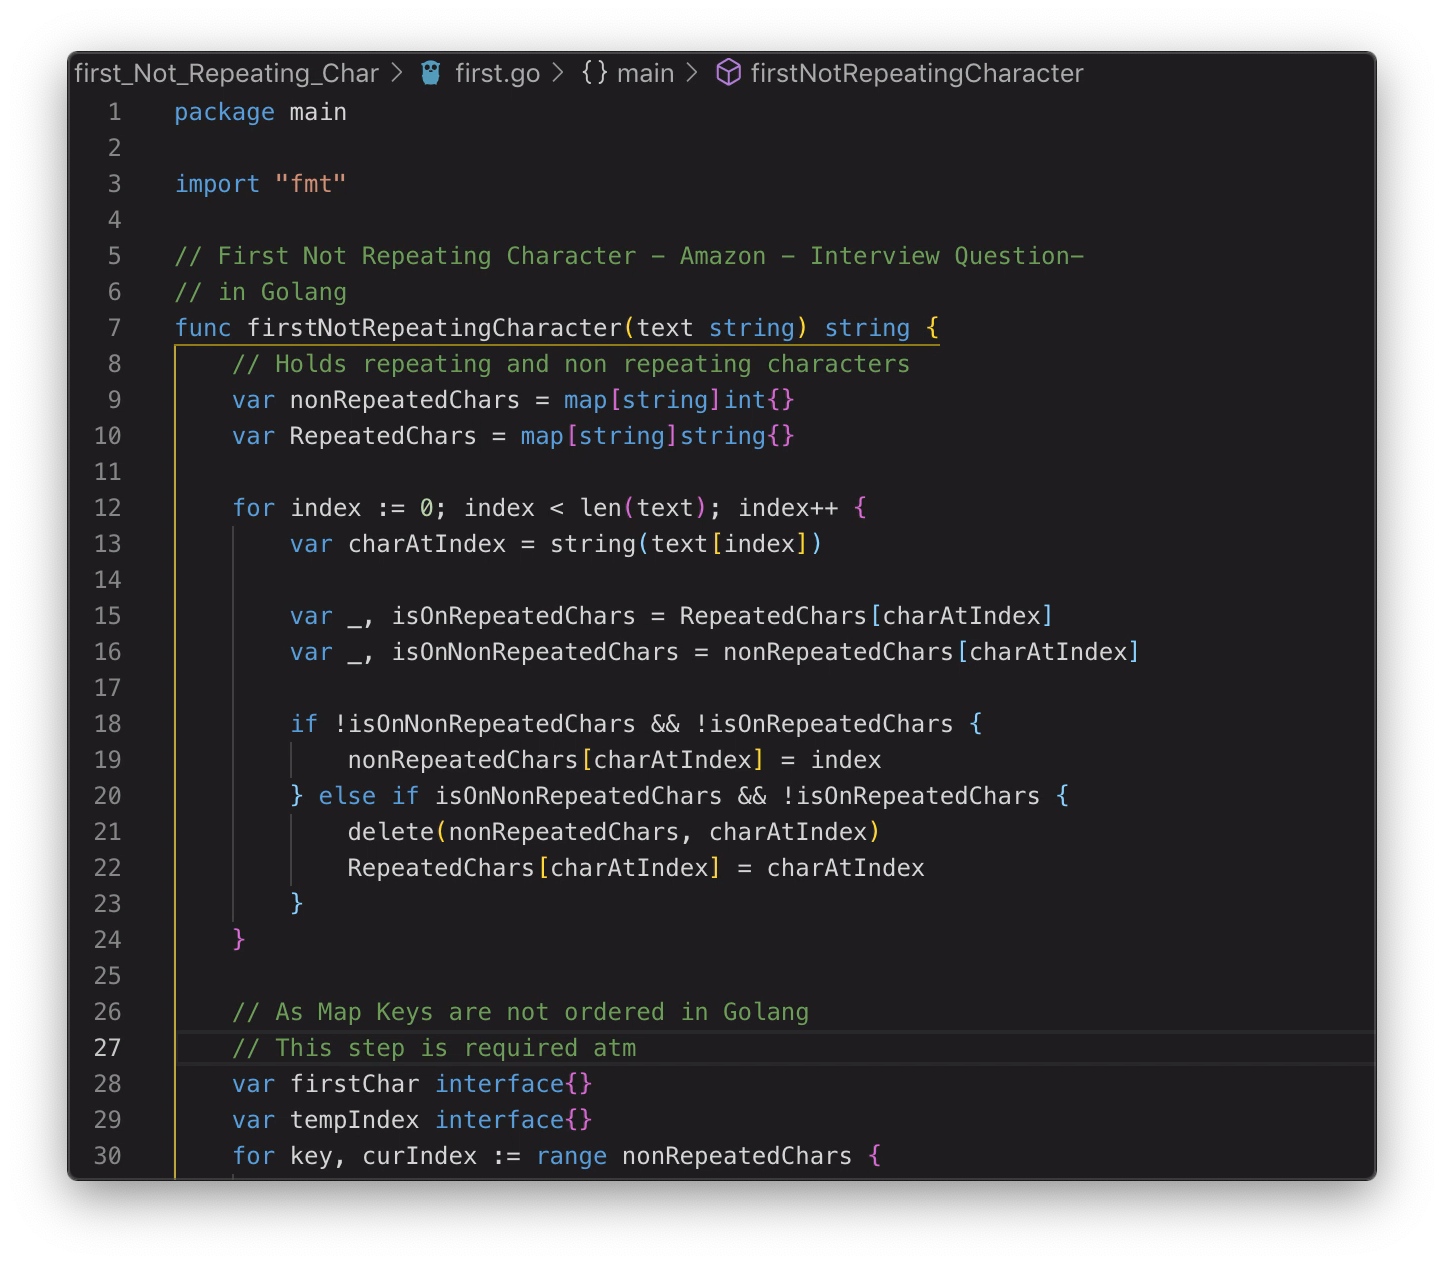 first_Not_Repeating_Char > first.go > {} main > firstNotRepeatingCharacter
1 package main
2
3 import "fmt"
4
5 // First Not Repeating Character – Amazon – Interview Question–
6 // in Golang
7 func firstNotRepeatingCharacter(text string) string {
8     // Holds repeating and non repeating characters
9     var nonRepeatedChars = map[string]int{}
10     var RepeatedChars = map[string]string{}
11
12     for index := 0; index < len(text); index++ {
13         var charAtIndex = string(text[index])
14
15         var _, isOnRepeatedChars = RepeatedChars[charAtIndex]
16         var _, isOnNonRepeatedChars = nonRepeatedChars[charAtIndex]
17
18         if !isOnNonRepeatedChars && !isOnRepeatedChars {
19             nonRepeatedChars[charAtIndex] = index
20         } else if isOnNonRepeatedChars && !isOnRepeatedChars {
21             delete(nonRepeatedChars, charAtIndex)
22             RepeatedChars[charAtIndex] = charAtIndex
23         }
24     }
25
26     // As Map Keys are not ordered in Golang
27     // This step is required atm
28     var firstChar interface{}
29     var tempIndex interface{}
30     for key, curIndex := range nonRepeatedChars {